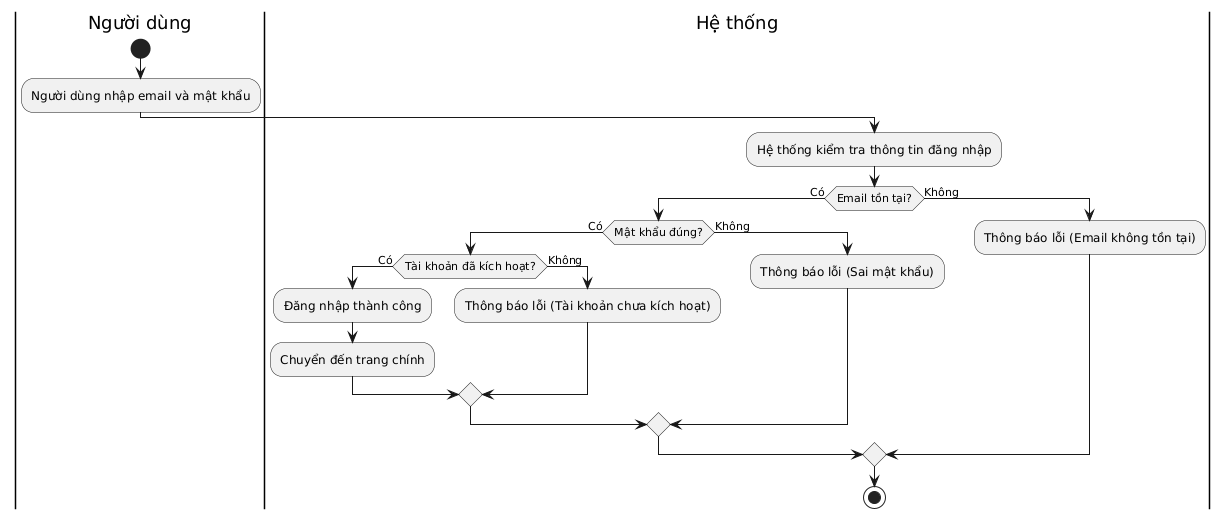 Người dùng
Hệ thống
Người dùng nhập email và mật khẩu
Hệ thống kiểm tra thông tin đăng nhập
Có
Email tồn tại?
Không
Có
Mật khẩu đúng?
Không
Thông báo lỗi (Email không tồn tại)
Có
Tài khoản đã kích hoạt?
Không
Thông báo lỗi (Sai mật khẩu)
Đăng nhập thành công
Thông báo lỗi (Tài khoản chưa kích hoạt)
Chuyển đến trang chính